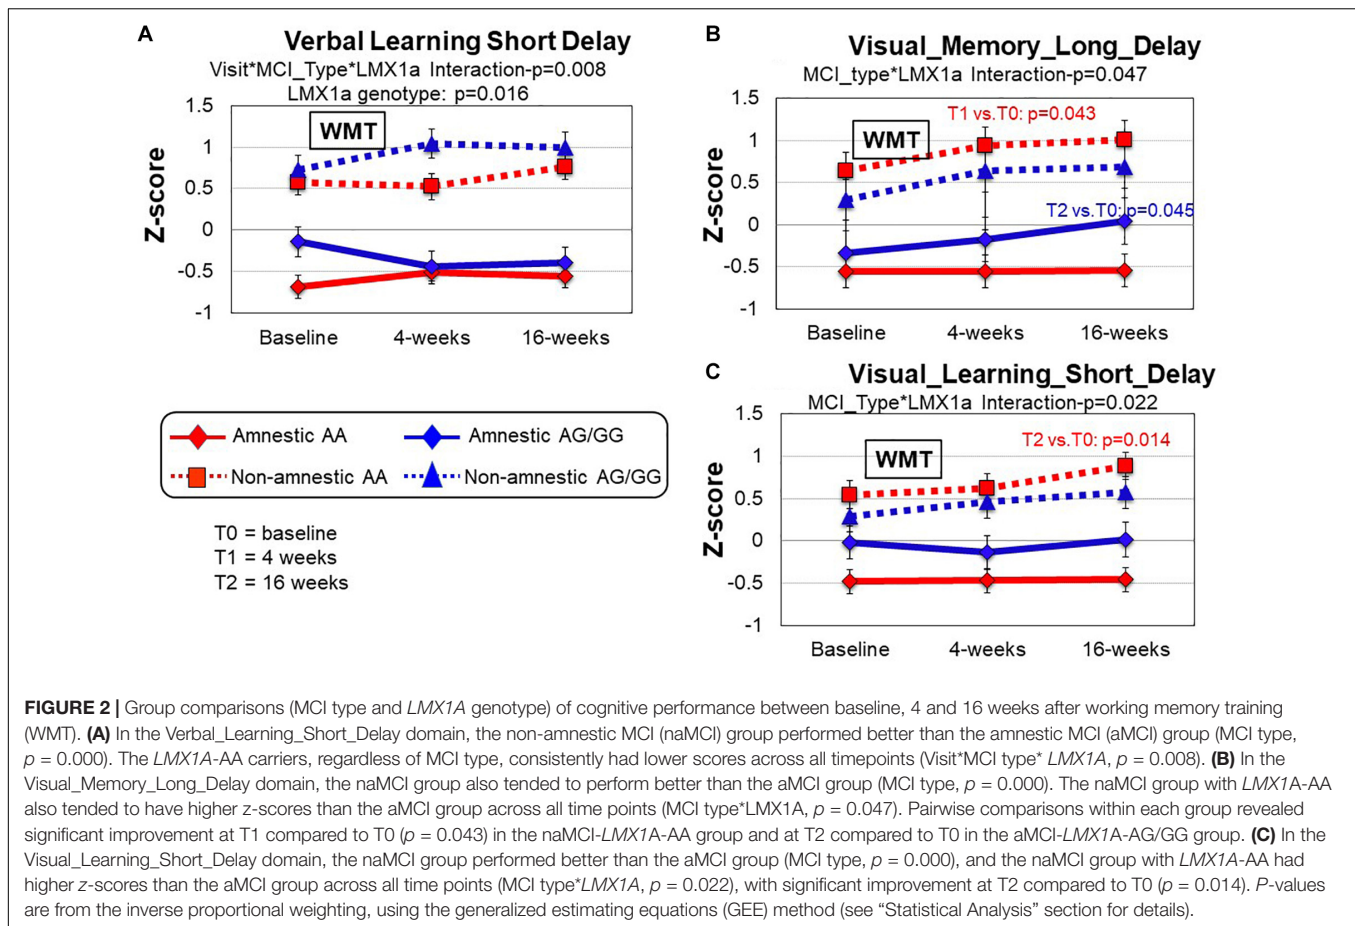 A
Verbal Learning Short Delay
Visit*MCI_Type*LMX1a Interaction-p=0.008
LMX1a genotype: p=0.016
WMT
Z-score
1.5
1
0.5
0
-0.5
-1
Baseline 4-weeks 16-weeks
B
Visual_Memory_Long_Delay
MCI_type*LMX1a Interaction-p=0.047
T1 vs.T0: p=0.043
WMT
T2 vs.T0: p=0.045
Z-score
1.5
1
0.5
0
-0.5
-1
Baseline 4-weeks 16-weeks
Amnestic AA Amnestic AG/GG
Non-amnestic AA Non-amnestic AG/GG
T0 = baseline
T1 = 4 weeks
T2 = 16 weeks
C
Visual_Learning_Short_Delay
MCI_Type*LMX1a Interaction-p=0.022
T2 vs.T0: p=0.014
WMT
Z-score
1.5
1
0.5
0
-0.5
-1
Baseline 4-weeks 16-weeks
FIGURE 2 | Group comparisons (MCI type and LMX1A genotype) of cognitive performance between baseline, 4 and 16 weeks after working memory training
(WMT). (A) In the Verbal_Learning_Short_Delay domain, the non-amnestic MCI (naMCI) group performed better than the amnestic MCI (aMCI) group (MCI type,
p = 0.000). The LMX1A-AA carriers, regardless of MCI type, consistently had lower scores across all timepoints (Visit*MCI type* LMX1A, p = 0.008). (B) In the
Visual_Memory_Long_Delay domain, the naMCI group also tended to perform better than the aMCI group (MCI type, p = 0.000). The naMCI group with LMX1A-AA
also tended to have higher z-scores than the aMCI group across all time points (MCI type*LMX1A, p = 0.047). Pairwise comparisons within each group revealed
significant improvement at T1 compared to T0 (p = 0.043) in the naMCI-LMX1A-AA group and at T2 compared to T0 in the aMCI-LMX1A-AG/GG group. (C) In the
Visual_Learning_Short_Delay domain, the naMCI group performed better than the aMCI group (MCI type, p = 0.000), and the naMCI group with LMX1A-AA had
higher z-scores than the aMCI group across all time points (MCI type*LMX1A, p = 0.022), with significant improvement at T2 compared to T0 (p = 0.014). P-values
are from the inverse proportional weighting, using the generalized estimating equations (GEE) method (see “Statistical Analysis” section for details).